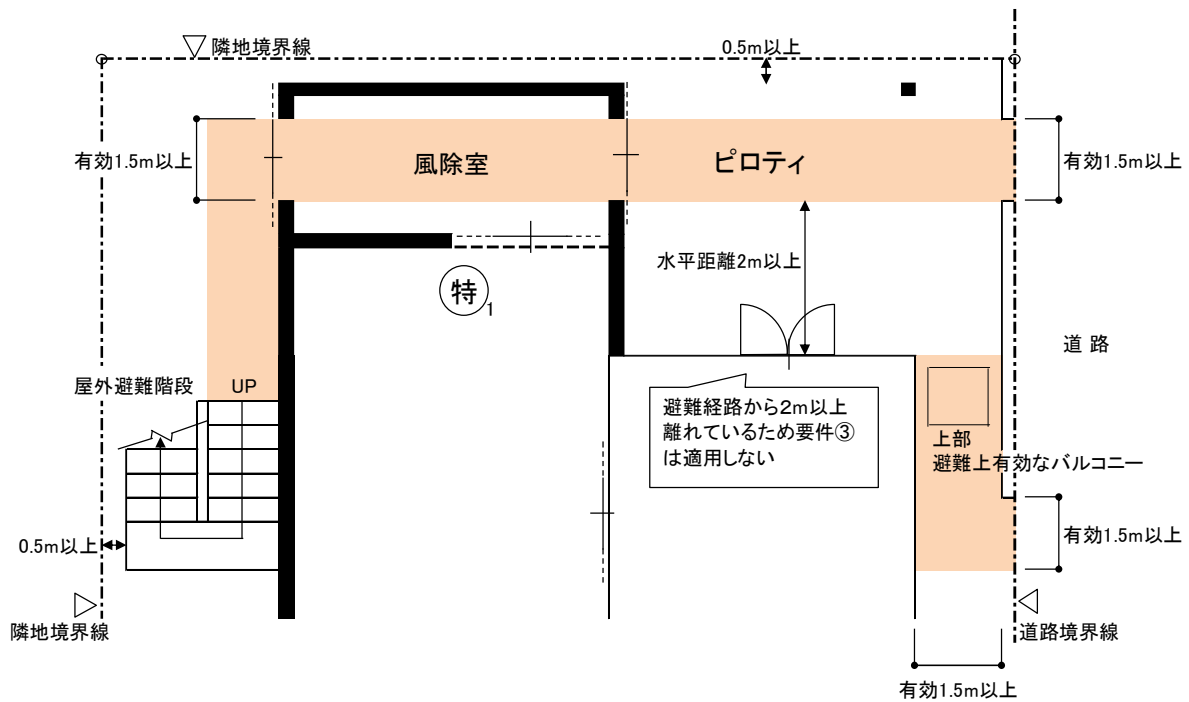 隣地境界線
0.5m以上
有効1.5m以上
風除室
ピロティ
有効1.5m以上
水平距離2m以上
特1
道 路
屋外避難階段
UP
避難経路から2m以上
離れているため要件③
は適用しない
上部
避難上有効なバルコニー
0.5m以上
有効1.5m以上
隣地境界線
道路境界線
有効1.5m以上